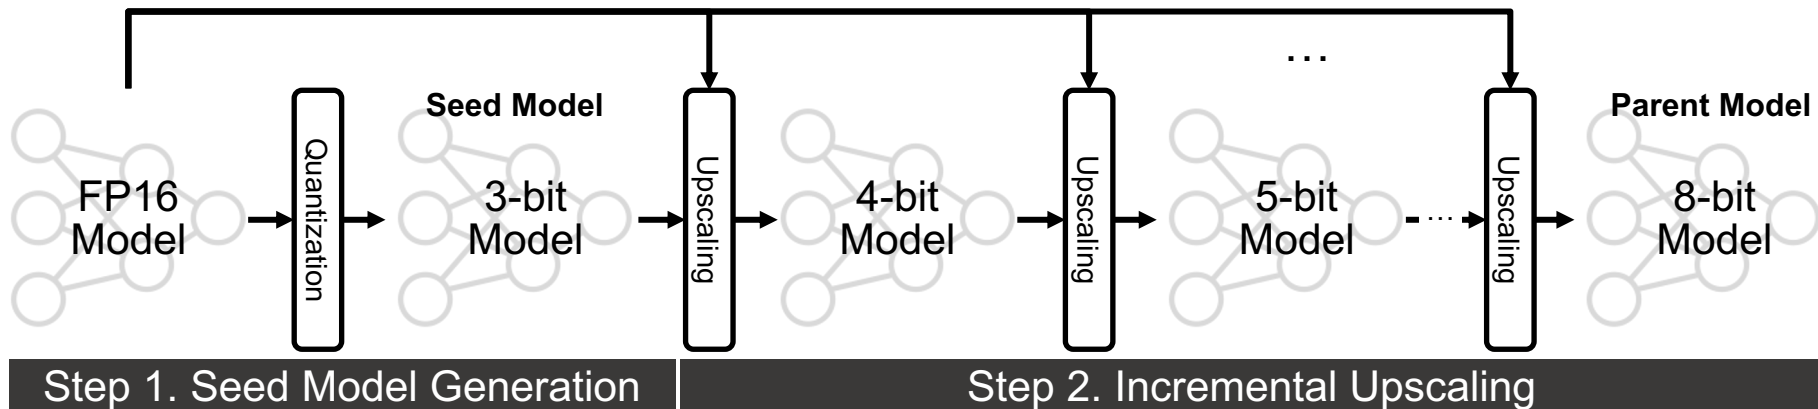 …
Seed Model
Parent Model
FP16
Model
Quantization
3-bit
Model
Upscaling
4-bit
Model
Upscaling
5-bit
Model
…
Upscaling
8-bit
Model
Step 1. Seed Model Generation
Step 2. Incremental Upscaling